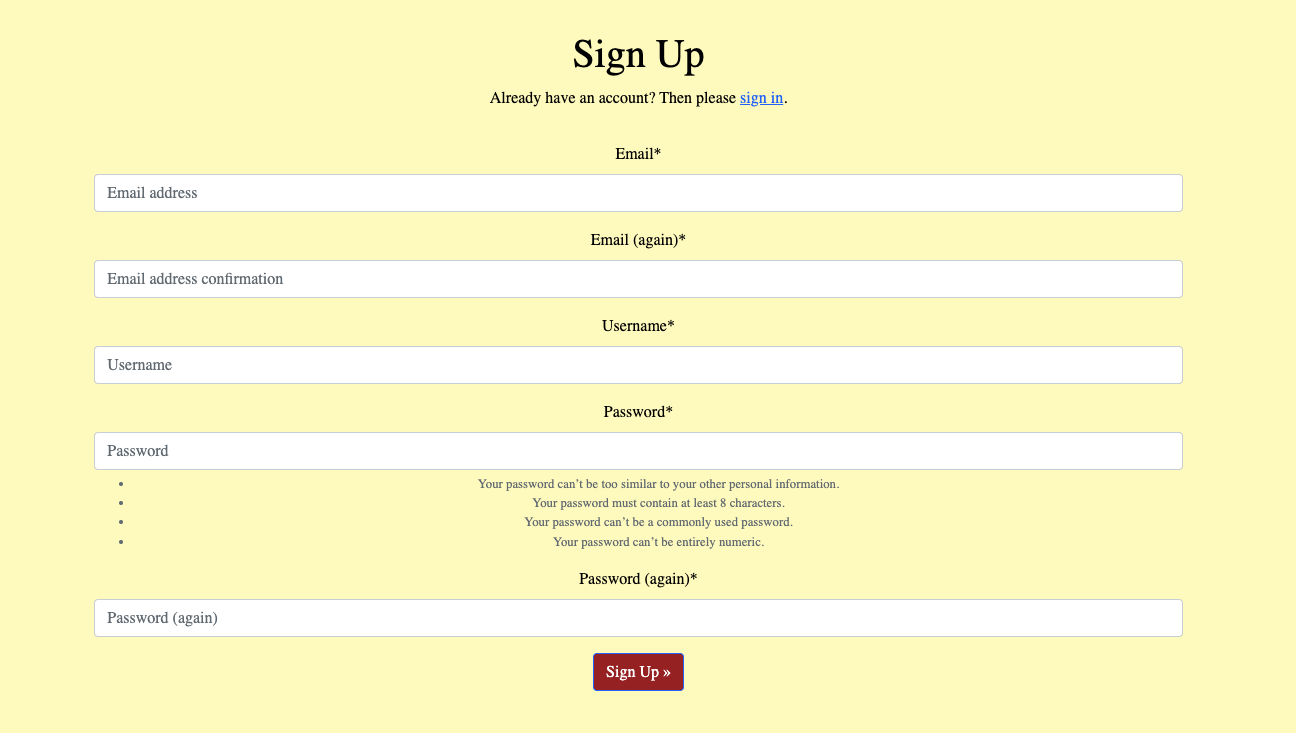 Sign Up
Already have an account? Then please sign in.
Email*
Email address
Email (again)*
Email address confirmation
Username*
Username
Password*
Password
• Your password can’t be too similar to your other personal information.
• Your password must contain at least 8 characters.
• Your password can’t be a commonly used password.
• Your password can’t be entirely numeric.
Password (again)*
Password (again)
Sign Up »